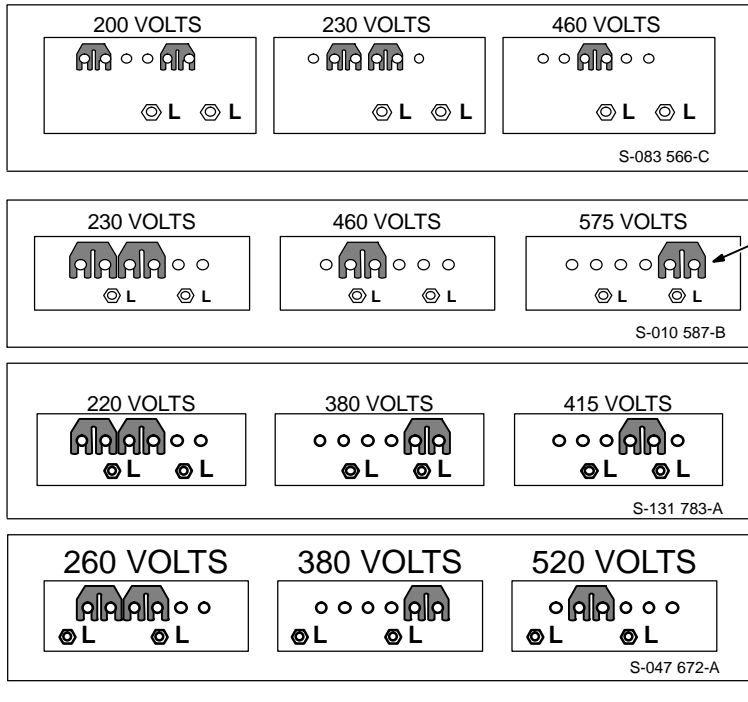 200 VOLTS 230 VOLTS 460 VOLTS
L L L L L L
S-083 566-C
230 VOLTS 460 VOLTS 575 VOLTS
L L L L L L
S-010 587-B
220 VOLTS 380 VOLTS 415 VOLTS
L L L L L L
S-131 783-A
260 VOLTS 380 VOLTS 520 VOLTS
L L L L L L
S-047 672-A